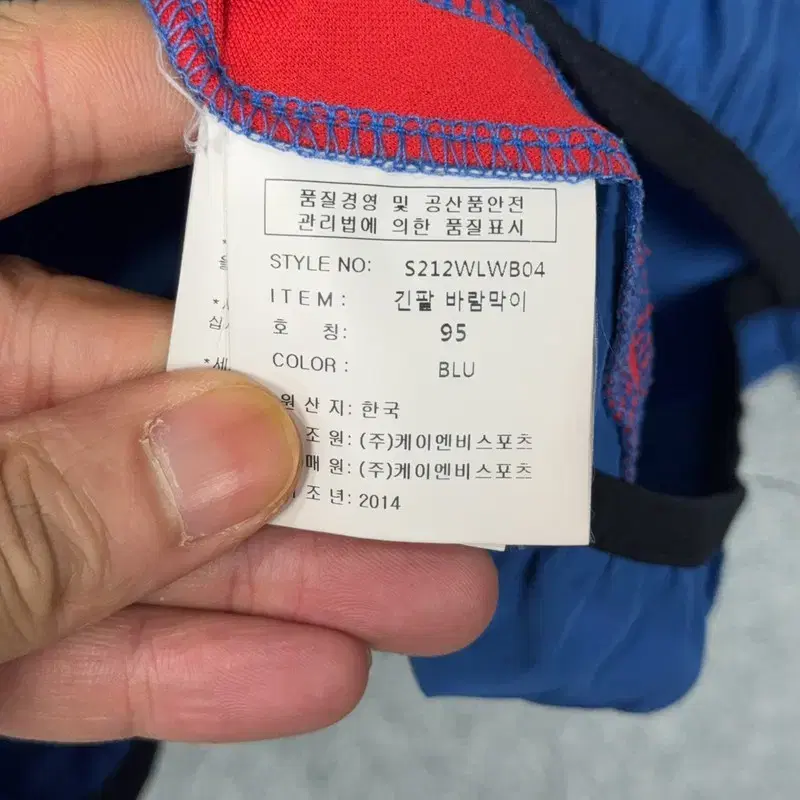 품질경영 및 공산품안전
관리법에 의한 품질표시
STYLE NO: S212WLWB04
ITEM: 긴팔 바람막이
호 칭: 95
COLOR: BLU
원 산 지: 한국
조 원: (주)케이엔비스포츠
매 원: (주)케이엔비스포츠
조 년: 2014